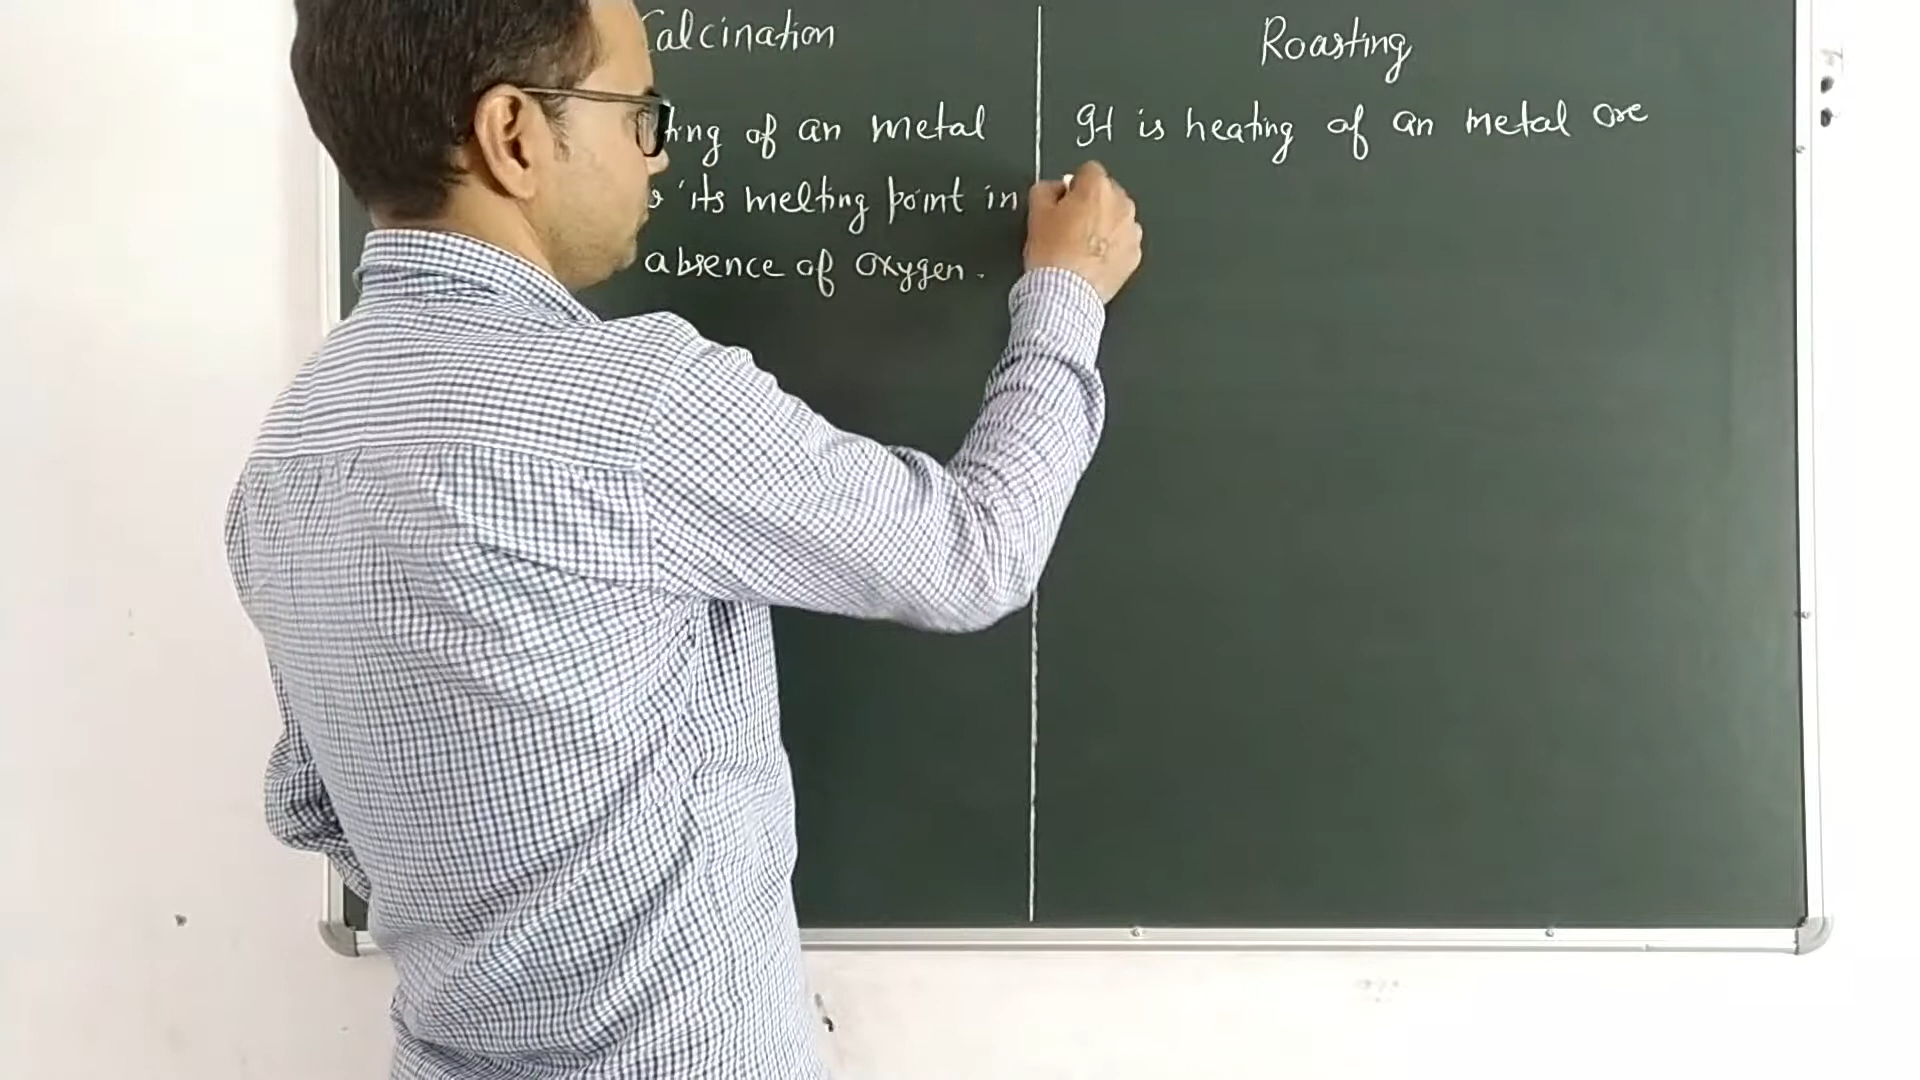 Calcination
Roasting
of an metal
its melting point in
absence of oxygen.
It is heating of an metal ore